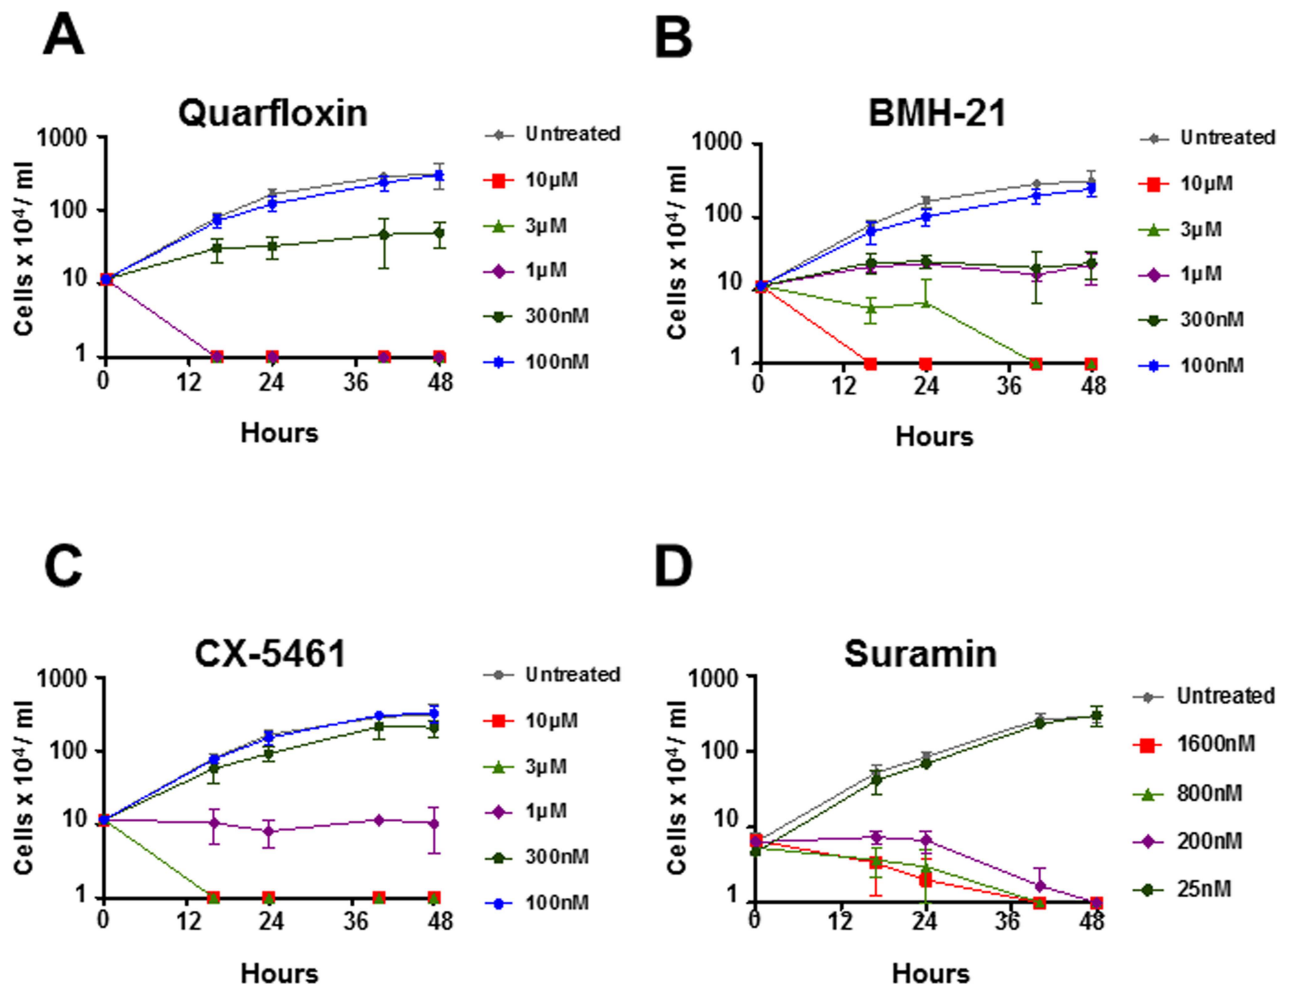 A
Quarfloxin
Cells x 10⁴/ ml
1000
100
10
1
0 12 24 36 48
Hours
Untreated
10µM
3µM
1µM
300nM
100nM
B
BMH-21
Cells x 10⁴/ ml
1000
100
10
1
0 12 24 36 48
Hours
Untreated
10µM
3µM
1µM
300nM
100nM
C
CX-5461
Cells x 10⁴/ ml
1000
100
10
1
0 12 24 36 48
Hours
Untreated
10µM
3µM
1µM
300nM
100nM
D
Suramin
Cells x 10⁴/ ml
1000
100
10
1
0 12 24 36 48
Hours
Untreated
1600nM
800nM
200nM
25nM